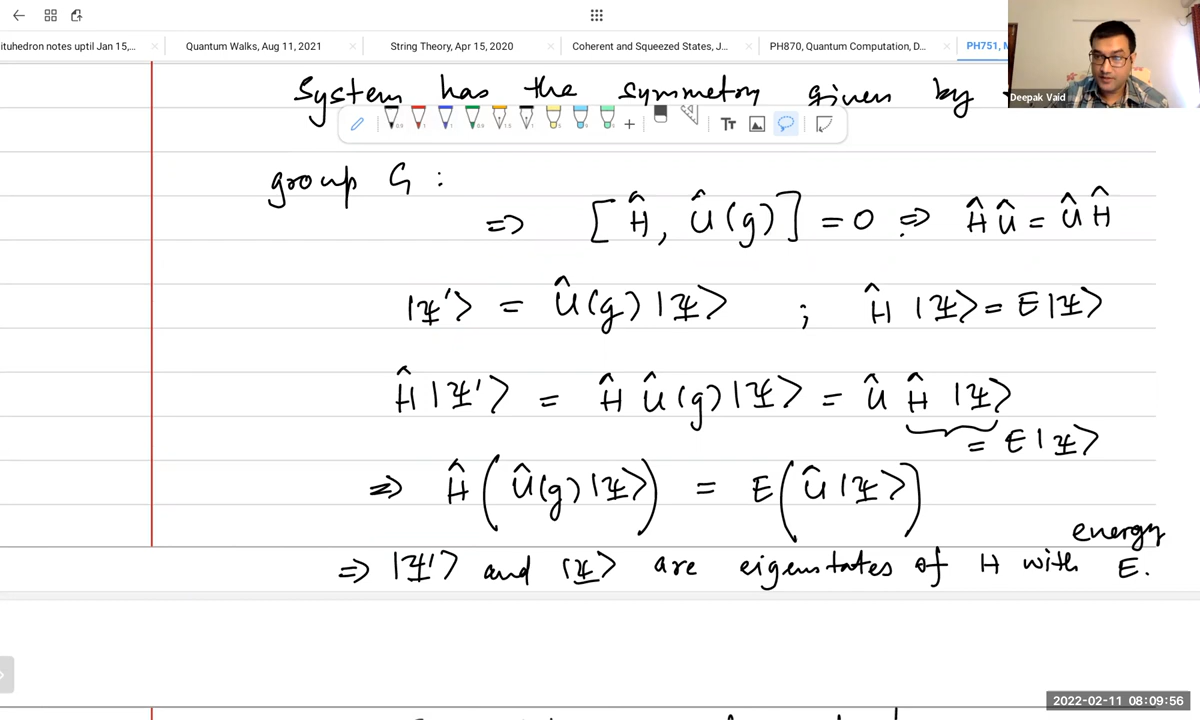 ituhedron notes uptil Jan 15,... Quantum Walks, Aug 11, 2021 String Theory, Apr 15, 2020 Coherent and Squeezed States, J... PH870, Quantum Computation, D... PH751, M
Deepak Vaid
System has the symmetry given by
Tt
group G :
⇒ [Ĥ, Û(g)] = 0 ⇒ ĤÛ = ÛĤ
|Ψ'> = Û(g)|Ψ> ; Ĥ|Ψ> = E|Ψ>
Ĥ|Ψ'> = ĤÛ(g)|Ψ> = ÛĤ|Ψ>
= E|Ψ>
⇒ Ĥ(Û(g)|Ψ>) = E(Û|Ψ>)
energy
⇒ |Ψ'> and |Ψ> are eigenstates of H with E.
2022-02-11 08:09:56